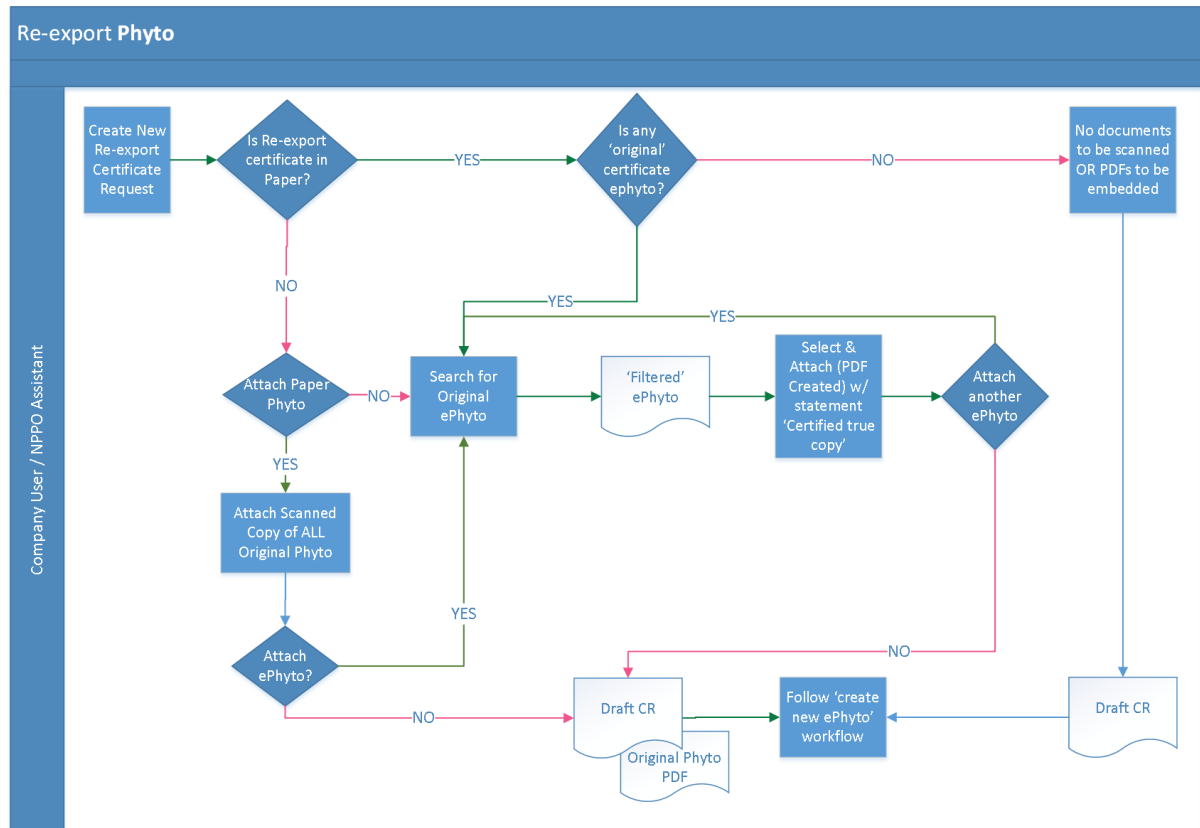 Re-export Phyto
Company User / NPPO Assistant
Create New
Re-export
Certificate
Request
Is Re-export
certificate in
Paper?
YES
Is any
‘original’
certificate
ephyto?
NO
No documents
to be scanned
OR PDFs to be
embedded
NO
YES
YES
Attach Paper
Phyto
NO
Search for
Original
ePhyto
‘Filtered’
ePhyto
Select &
Attach (PDF
Created) w/
statement
‘Certified true
copy’
Attach
another
ePhyto
YES
Attach Scanned
Copy of ALL
Original Phyto
YES
Attach
ePhyto?
NO
NO
Draft CR
Original Phyto
PDF
Follow ‘create
new ePhyto’
workflow
Draft CR